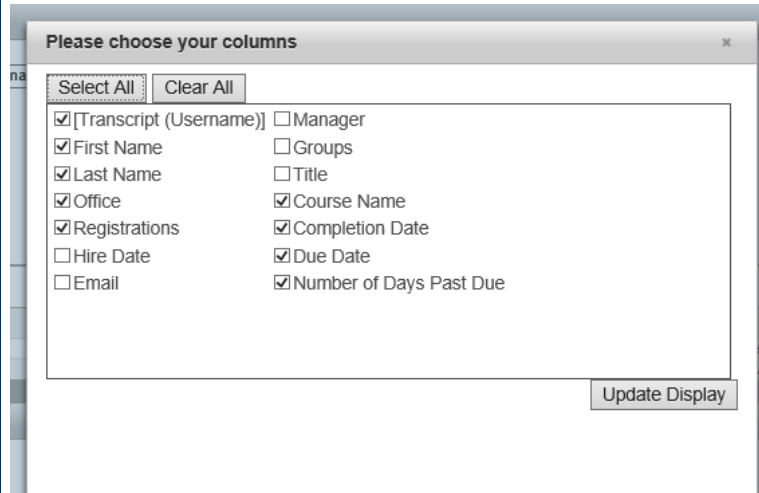 Please choose your columns
na
Select All Clear All
[Transcript (Username)] Manager
First Name Groups
Last Name Title
Office Course Name
Registrations Completion Date
Hire Date Due Date
Email Number of Days Past Due
Update Display